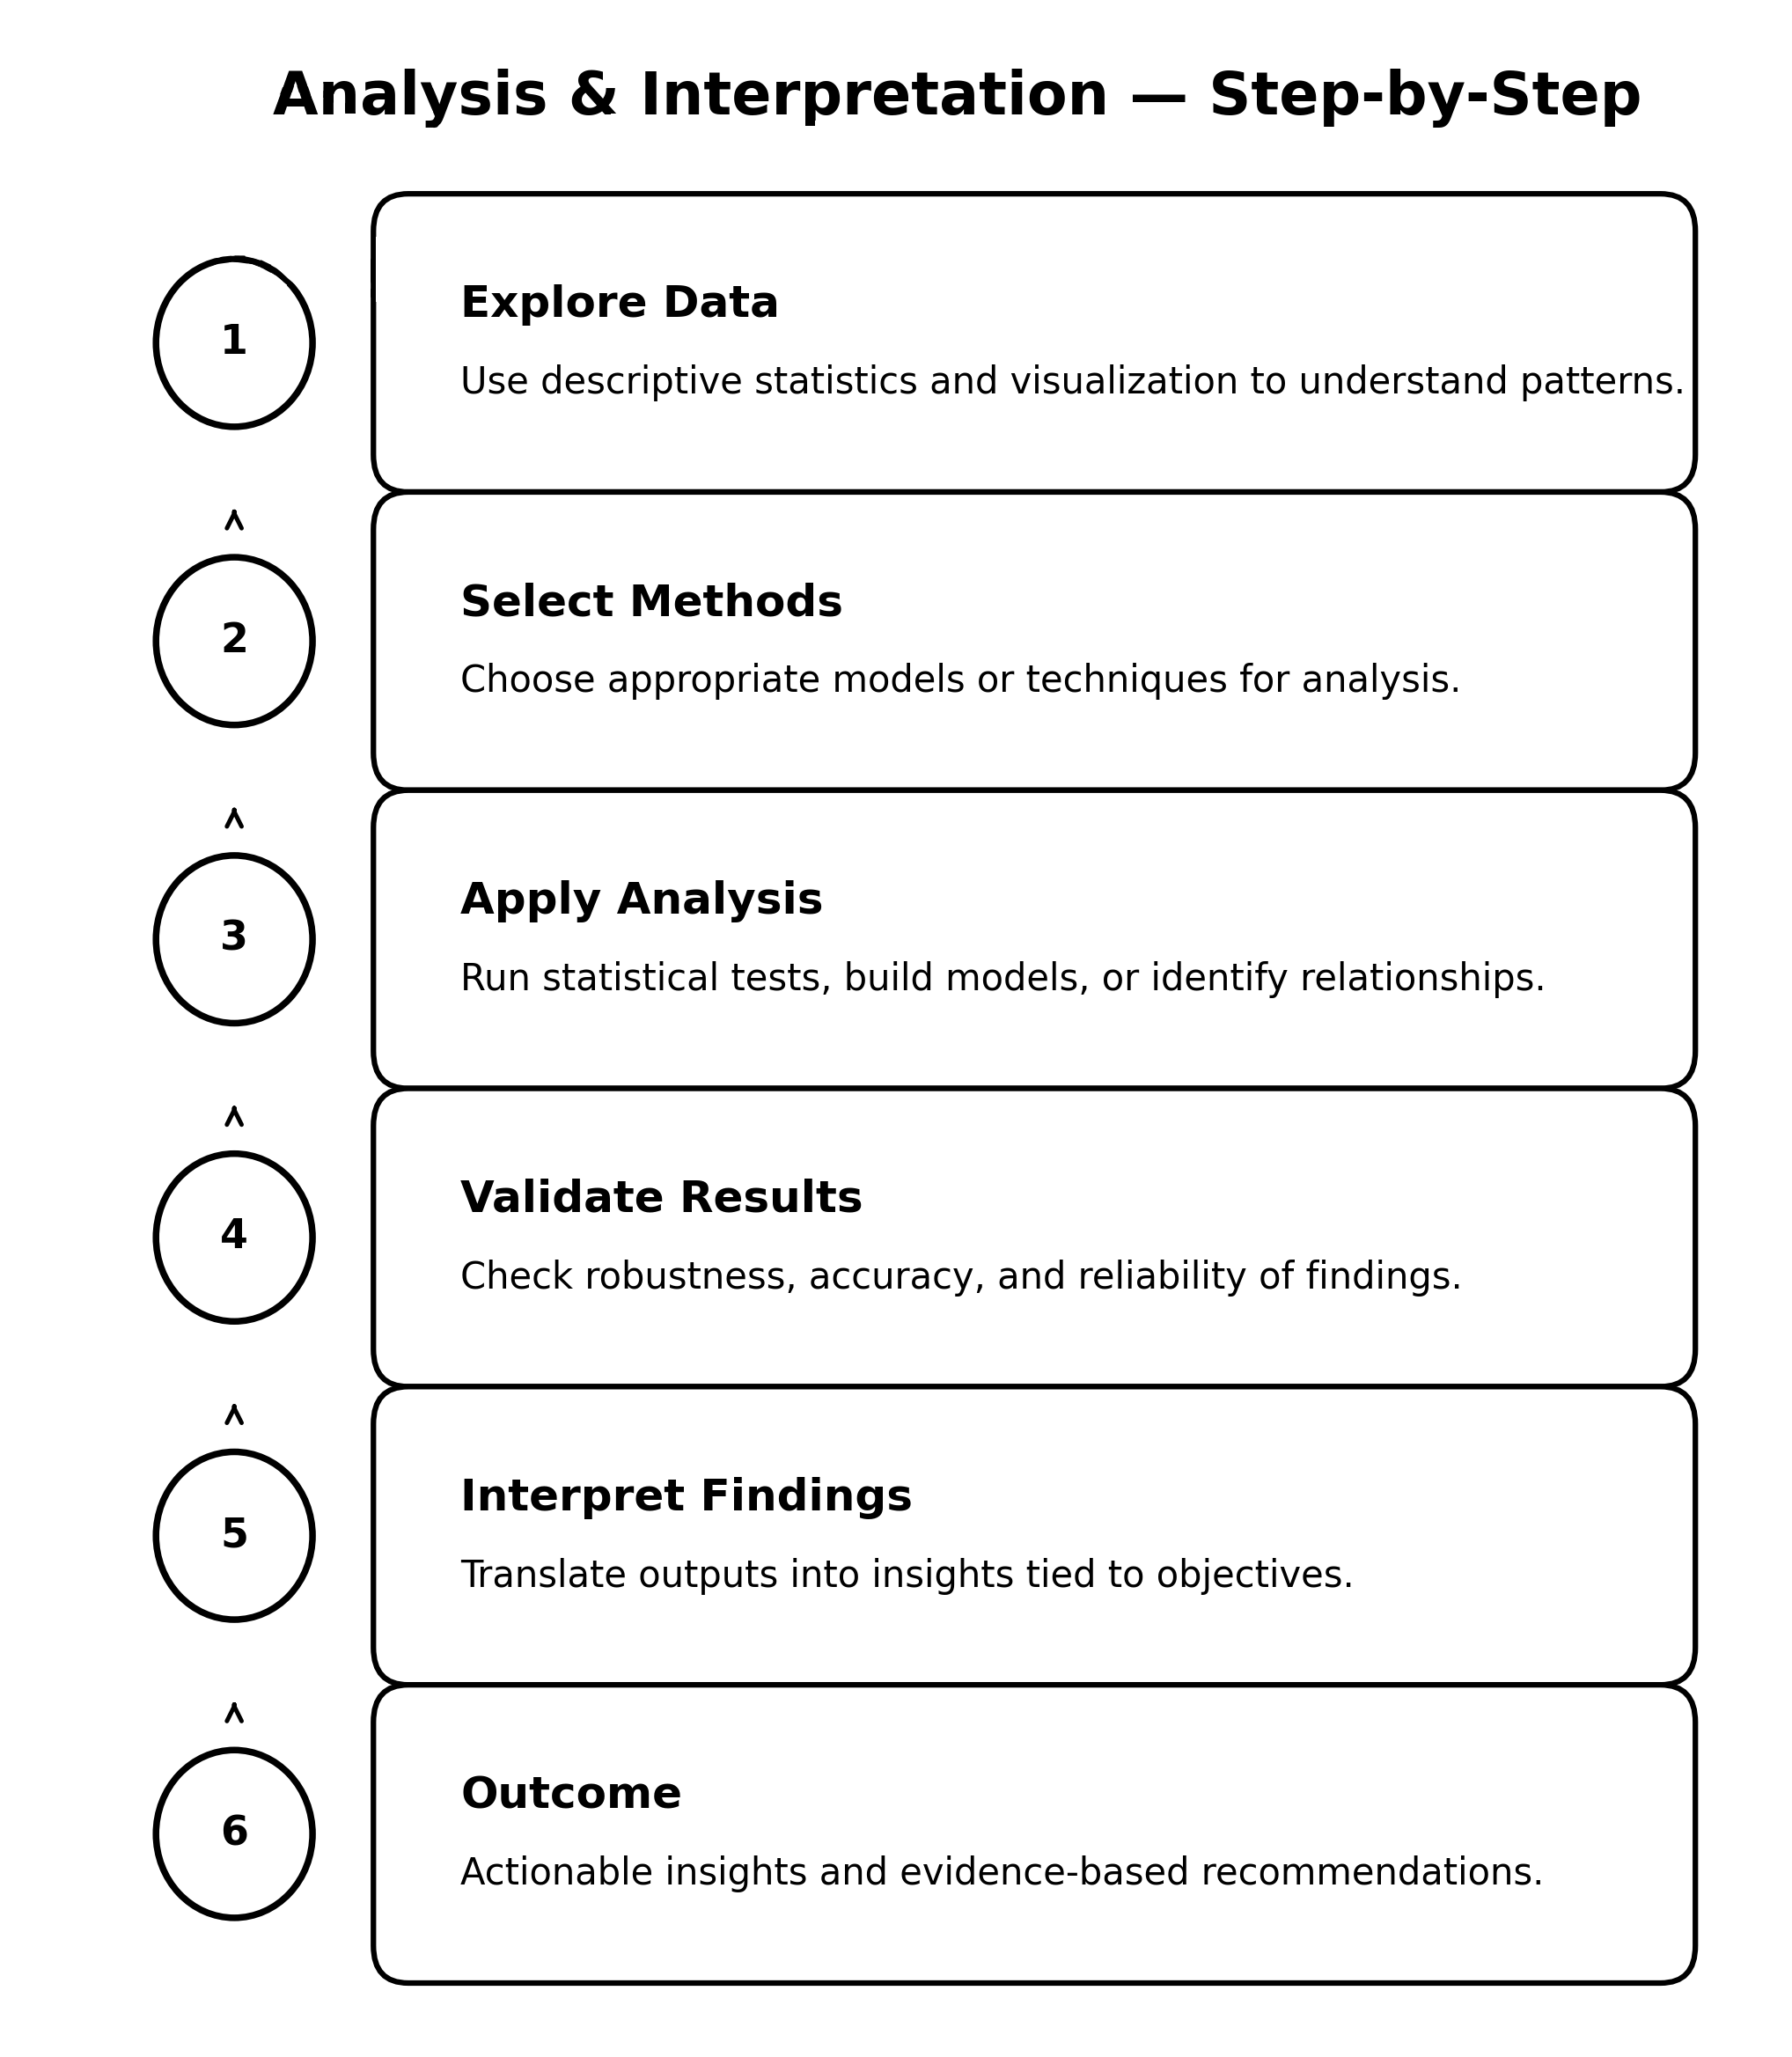 Analysis & Interpretation — Step-by-Step
1
Explore Data
Use descriptive statistics and visualization to understand patterns.
2
Select Methods
Choose appropriate models or techniques for analysis.
3
Apply Analysis
Run statistical tests, build models, or identify relationships.
4
Validate Results
Check robustness, accuracy, and reliability of findings.
5
Interpret Findings
Translate outputs into insights tied to objectives.
6
Outcome
Actionable insights and evidence-based recommendations.